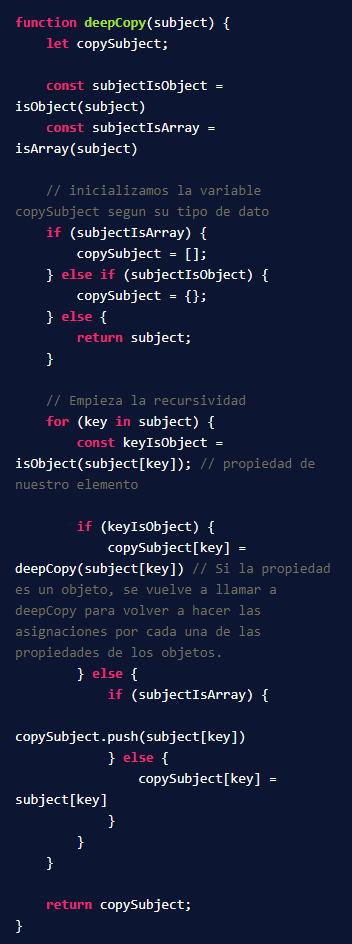 function deepCopy(subject) {
    let copySubject;

    const subjectIsObject =
isObject(subject)
    const subjectIsArray =
isArray(subject)

    // inicializamos la variable
copySubject segun su tipo de dato
    if (subjectIsArray) {
        copySubject = [];
    } else if (subjectIsObject) {
        copySubject = {};
    } else {
        return subject;
    }

    // Empieza la recursividad
    for (key in subject) {
        const keyIsObject =
isObject(subject[key]); // propiedad de
nuestro elemento

        if (keyIsObject) {
            copySubject[key] =
deepCopy(subject[key]) // Si la propiedad
es un objeto, se vuelve a llamar a
deepCopy para volver a hacer las
asignaciones por cada una de las
propiedades de los objetos.
        } else {
            if (subjectIsArray) {

copySubject.push(subject[key])
            } else {
                copySubject[key] =
subject[key]
            }
        }
    }

    return copySubject;
}